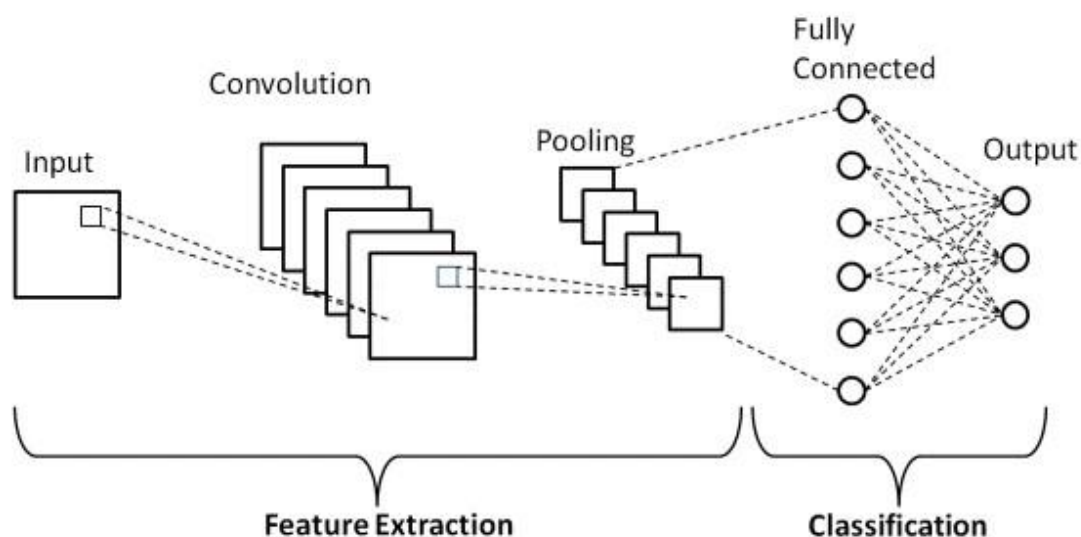 Fully
Connected
Convolution
Pooling
Output
Input
Feature Extraction
Classification